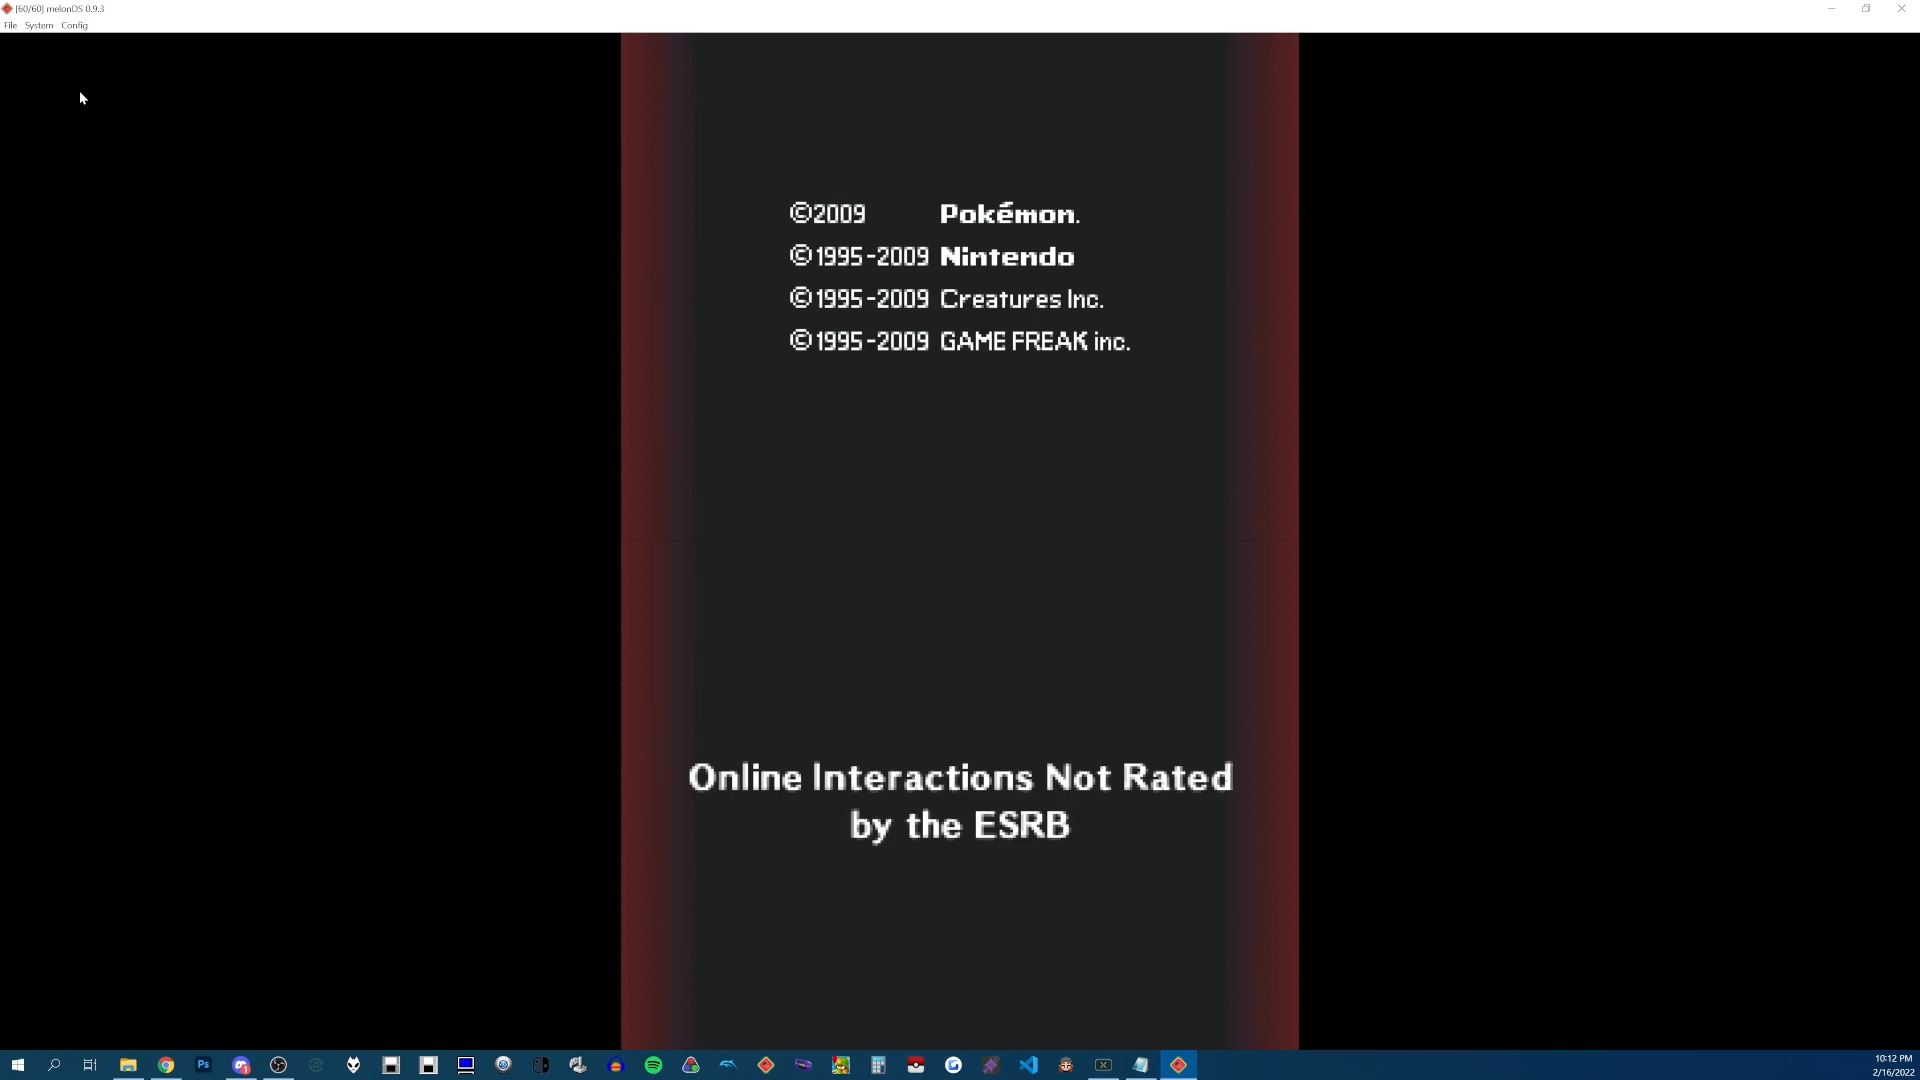 [60/60] melonDS 0.9.3
File System Config
©2009 Pokémon.
©1995-2009 Nintendo
©1995-2009 Creatures Inc.
©1995-2009 GAME FREAK inc.
Online Interactions Not Rated
by the ESRB
Ps
10:12 PM
2/16/2022